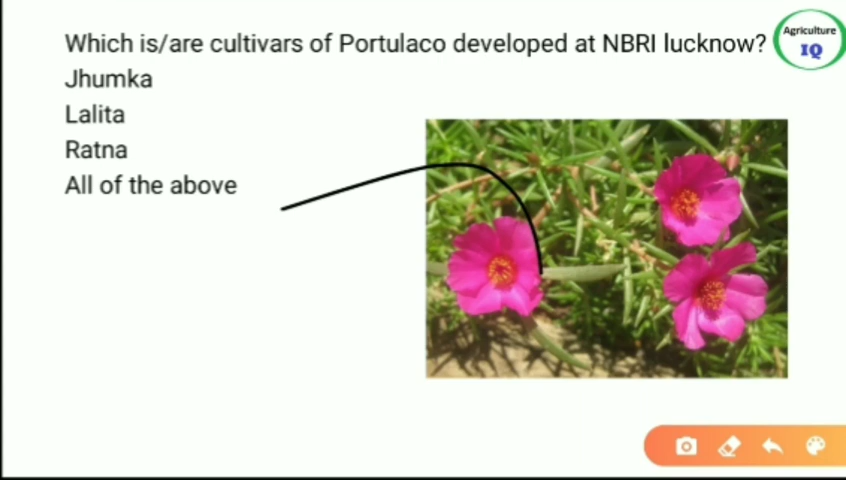 Which is/are cultivars of Portulaco developed at NBRI lucknow?
Agriculture
IQ
Jhumka
Lalita
Ratna
All of the above